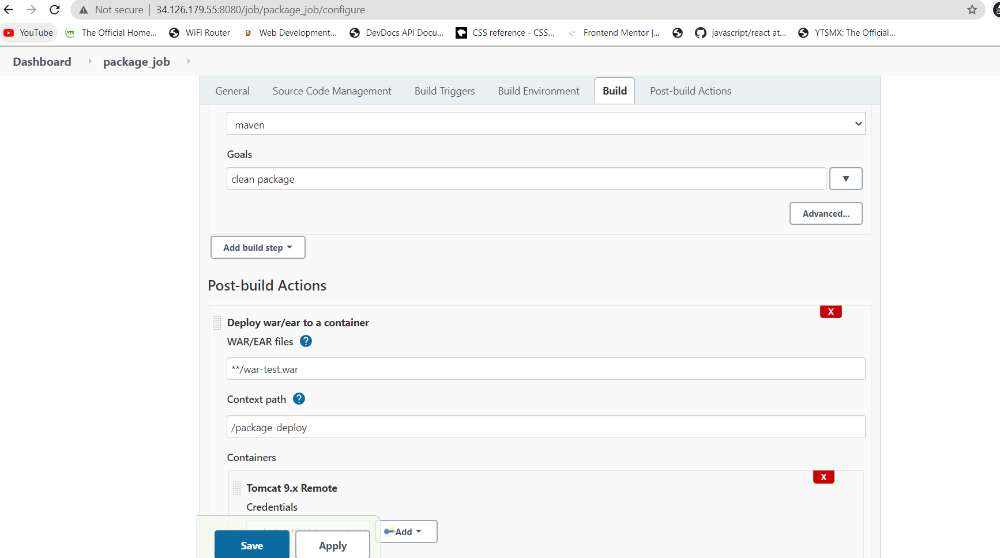 Not secure | 34.126.179.55:8080/job/package_job/configure
YouTube YTS The Official Home... WiFi Router Web Development... DevDocs API Docu... CSS reference - CSS... Frontend Mentor |... javascript/react at... YTSMX: The Official...
Dashboard package_job
General Source Code Management Build Triggers Build Environment Build Post-build Actions
maven
Goals
clean package
▼
Advanced...
Add build step
Post-build Actions
X
Deploy war/ear to a container
WAR/EAR files ?
**/war-test.war
Context path ?
/package-deploy
Containers
X
Tomcat 9.x Remote
Credentials
Add
Save Apply